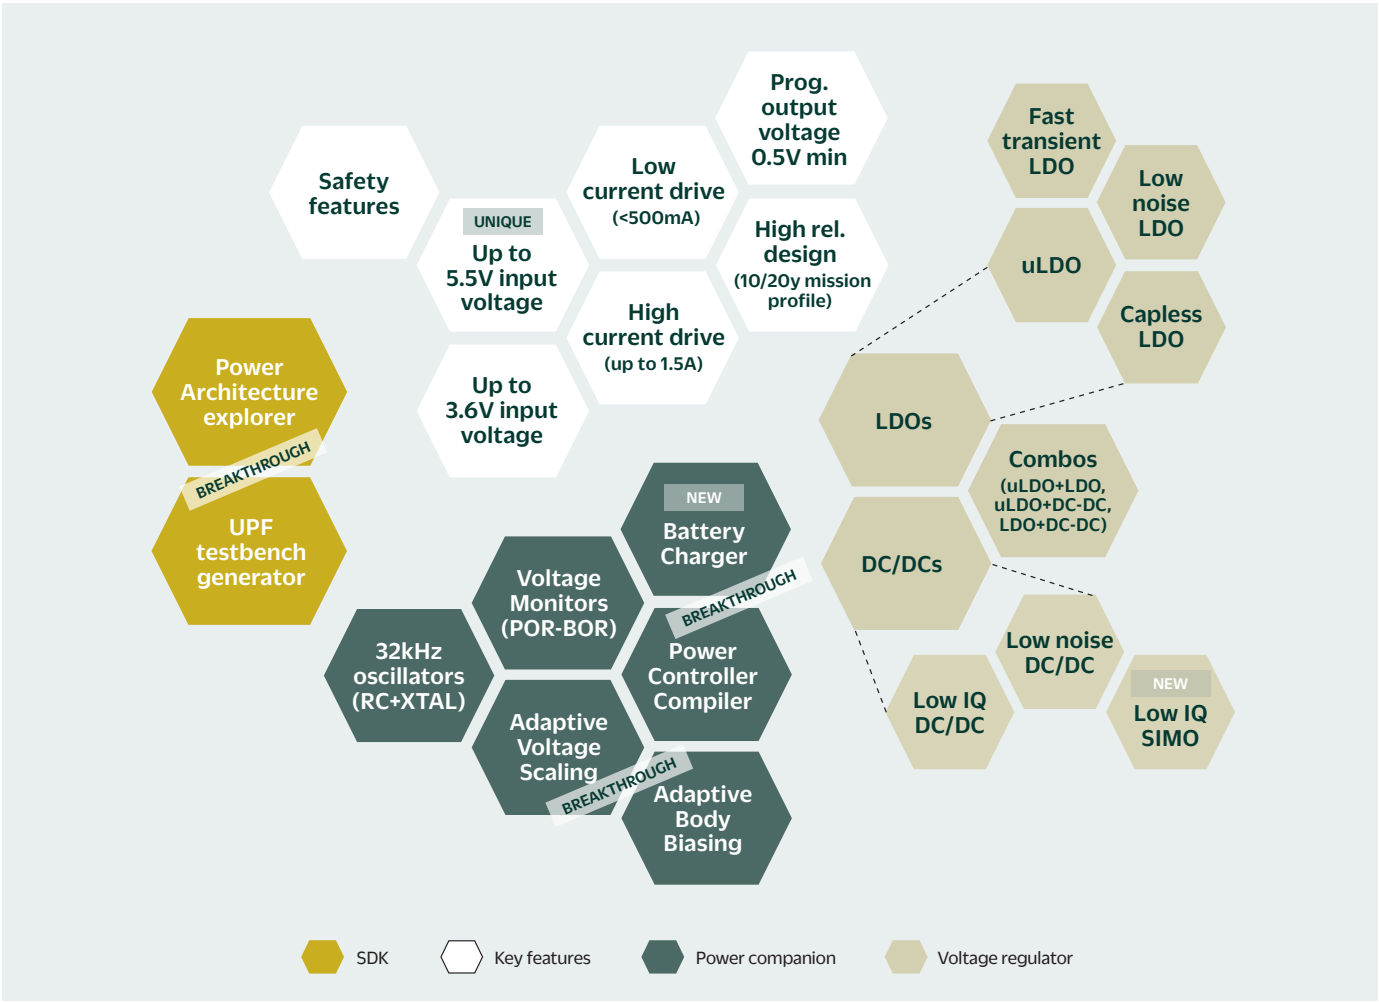 Prog.
output
voltage
0.5V min
Safety
features
Low
current drive
(<500mA)
UNIQUE
Up to
5.5V input
voltage
High rel.
design
(10/20y mission
profile)
High
current drive
(up to 1.5A)
Up to
3.6V input
voltage
Fast
transient
LDO
Low
noise
LDO
uLDO
Capless
LDO
LDOs
Combos
(uLDO+LDO,
uLDO+DC-DC,
LDO+DC-DC)
DC/DCs
Low noise
DC/DC
Low IQ
DC/DC
NEW
Low IQ
SIMO
Power
Architecture
explorer
BREAKTHROUGH
UPF
testbench
generator
NEW
Battery
Charger
BREAKTHROUGH
Voltage
Monitors
(POR-BOR)
32kHz
oscillators
(RC+XTAL)
Power
Controller
Compiler
Adaptive
Voltage
Scaling
BREAKTHROUGH
Adaptive
Body
Biasing
SDK
Key features
Power companion
Voltage regulator